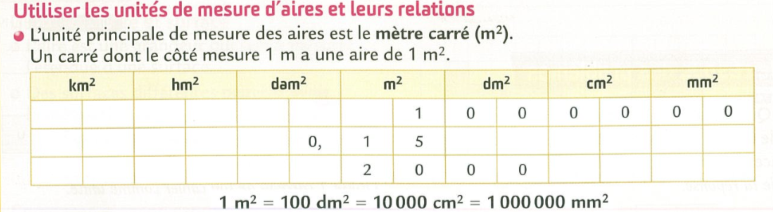 Utiliser les unités de mesure d'aires et leurs relations
L'unité principale de mesure des aires est le mètre carré (m²).
Un carré dont le côté mesure 1 m a une aire de 1 m².
km² hm² dam² m² dm² cm² mm²
1 0 0 0 0 0 0
0, 1 5
2 0 0 0
1 m² = 100 dm² = 10 000 cm² = 1 000 000 mm²